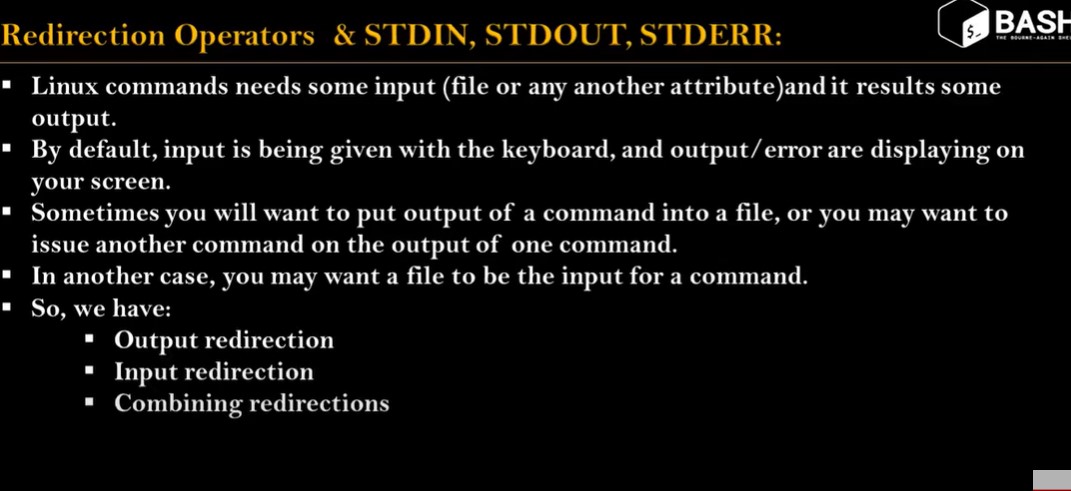 Redirection Operators & STDIN, STDOUT, STDERR:
$_ BASH
THE BOURNE-AGAIN SHE
▪ Linux commands needs some input (file or any another attribute)and it results some
output.
▪ By default, input is being given with the keyboard, and output/error are displaying on
your screen.
▪ Sometimes you will want to put output of a command into a file, or you may want to
issue another command on the output of one command.
▪ In another case, you may want a file to be the input for a command.
▪ So, we have:
▪ Output redirection
▪ Input redirection
▪ Combining redirections